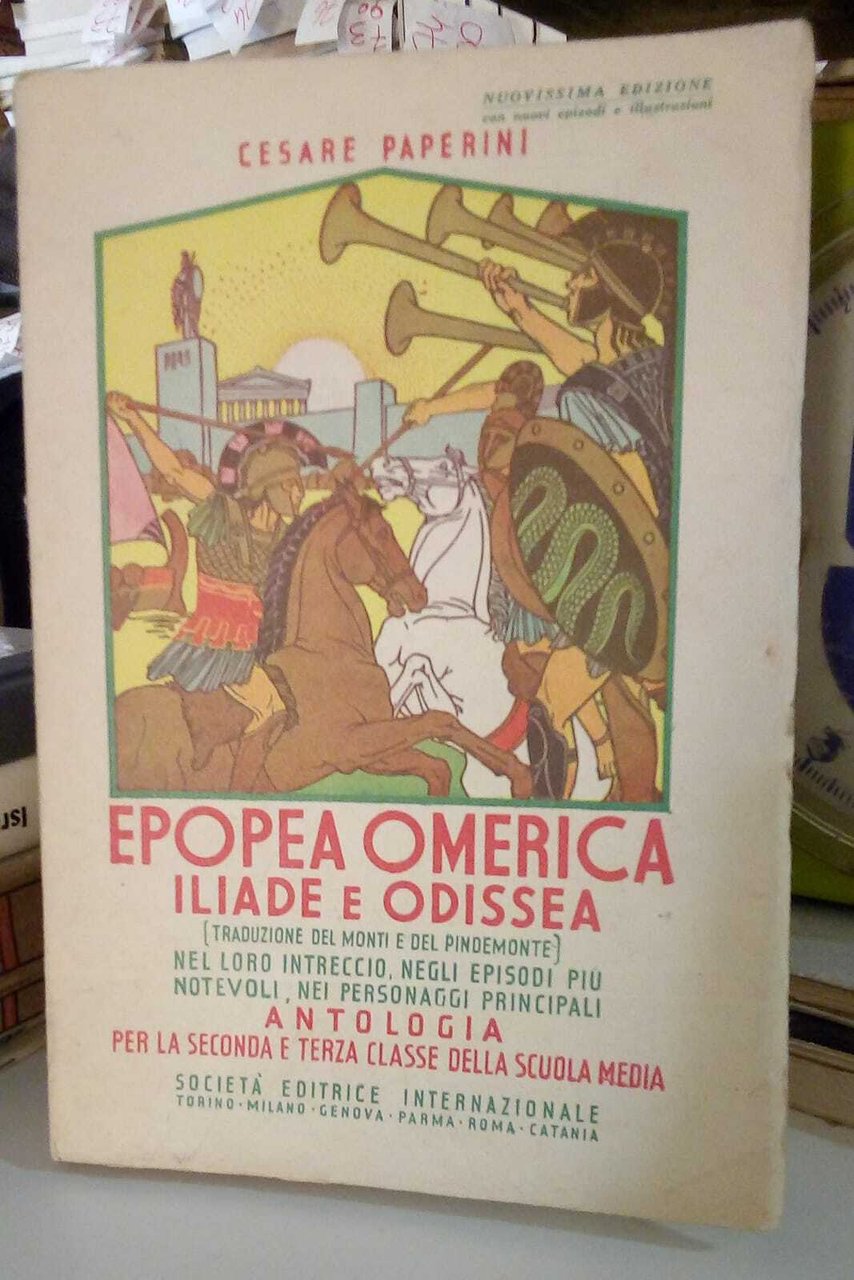 NUOVISSIMA EDIZIONE
con nuovi episodi e illustrazioni
CESARE PAPERINI
EPOPEA OMERICA
ILIADE E ODISSEA
(TRADUZIONE DEL MONTI E DEL PINDEMONTE)
NEL LORO INTRECCIO, NEGLI EPISODI PIÙ
NOTEVOLI, NEI PERSONAGGI PRINCIPALI
ANTOLOGIA
PER LA SECONDA E TERZA CLASSE DELLA SCUOLA MEDIA
SOCIETÀ EDITRICE INTERNAZIONALE
TORINO · MILANO · GENOVA · PARMA · ROMA · CATANIA